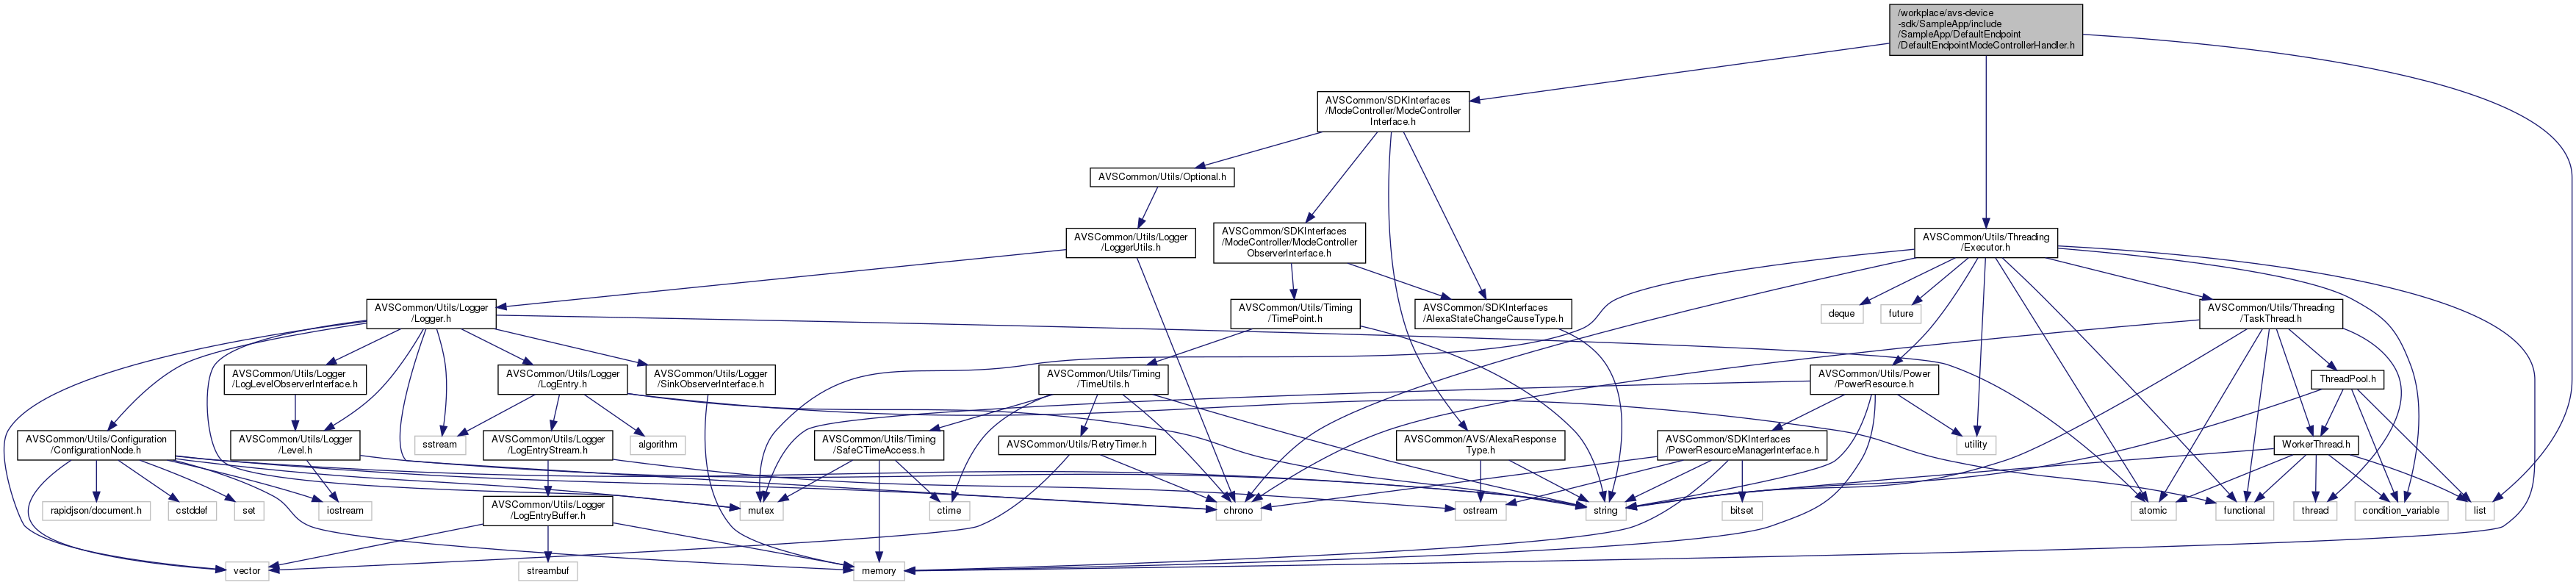 /workplace/avs-device
-sdk/SampleApp/include
/SampleApp/DefaultEndpoint
/DefaultEndpointModeControllerHandler.h
AVSCommon/SDKInterfaces
/ModeController/ModeController
Interface.h
AVSCommon/Utils/Optional.h
AVSCommon/Utils/Logger
/LoggerUtils.h
AVSCommon/SDKInterfaces
/ModeController/ModeController
ObserverInterface.h
AVSCommon/Utils/Threading
/Executor.h
AVSCommon/Utils/Logger
/Logger.h
AVSCommon/Utils/Timing
/TimePoint.h
AVSCommon/SDKInterfaces
/AlexaStateChangeCauseType.h
deque
future
AVSCommon/Utils/Threading
/TaskThread.h
AVSCommon/Utils/Logger
/LogLevelObserverInterface.h
AVSCommon/Utils/Logger
/LogEntry.h
AVSCommon/Utils/Logger
/SinkObserverInterface.h
AVSCommon/Utils/Timing
/TimeUtils.h
AVSCommon/Utils/Power
/PowerResource.h
ThreadPool.h
AVSCommon/Utils/Configuration
/ConfigurationNode.h
AVSCommon/Utils/Logger
/Level.h
sstream
AVSCommon/Utils/Logger
/LogEntryStream.h
algorithm
AVSCommon/Utils/Timing
/SafeCTimeAccess.h
AVSCommon/Utils/RetryTimer.h
AVSCommon/AVS/AlexaResponse
Type.h
AVSCommon/SDKInterfaces
/PowerResourceManagerInterface.h
utility
WorkerThread.h
rapidjson/document.h
cstddef
set
iostream
AVSCommon/Utils/Logger
/LogEntryBuffer.h
mutex
ctime
chrono
ostream
string
bitset
atomic
functional
thread
condition_variable
list
vector
streambuf
memory